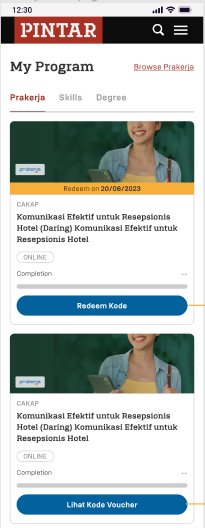 12:30
PINTAR
My Program
Browse Prakerja
Prakerja Skills Degree
prakerja
Redeem on 20/06/2023
CAKAP
Komunikasi Efektif untuk Resepsionis
Hotel (Daring) Komunikasi Efektif untuk
Resepsionis Hotel
ONLINE
Completion --
Redeem Kode
prakerja
CAKAP
Komunikasi Efektif untuk Resepsionis
Hotel (Daring) Komunikasi Efektif untuk
Resepsionis Hotel
ONLINE
Completion --
Lihat Kode Voucher